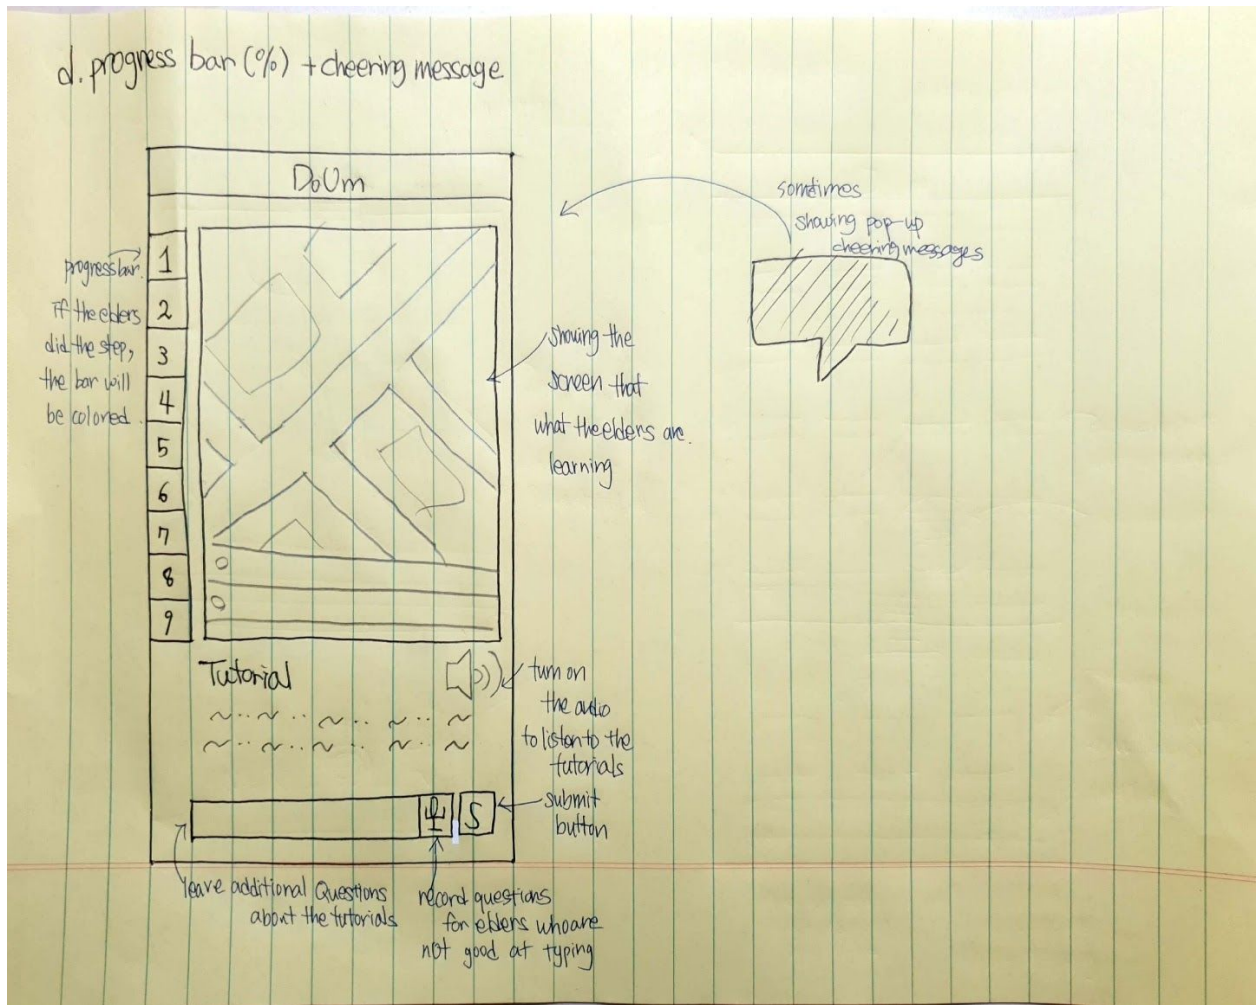 d. progress bar (%) + cheering message
DoUm
sometimes
showing pop-up
cheering messages
progress bar.
If the elders
did the step,
the bar will
be colored.
1
2
3
4
5
6
7
8
9
showing the
screen that
what the elders are.
learning
Tutorial
turn on
the audio
to listen to the
tutorials
S
submit
button
leave additional Questions
about the tutorials
record questions
for elders who are
not good at typing